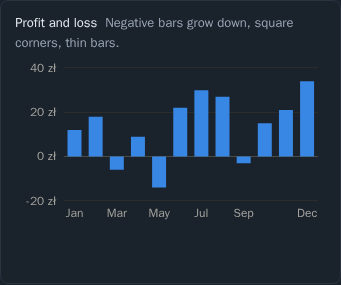 Profit and loss Negative bars grow down, square
corners, thin bars.
40 zł
20 zł
0 zł
-20 zł
Jan Mar May Jul Sep Dec